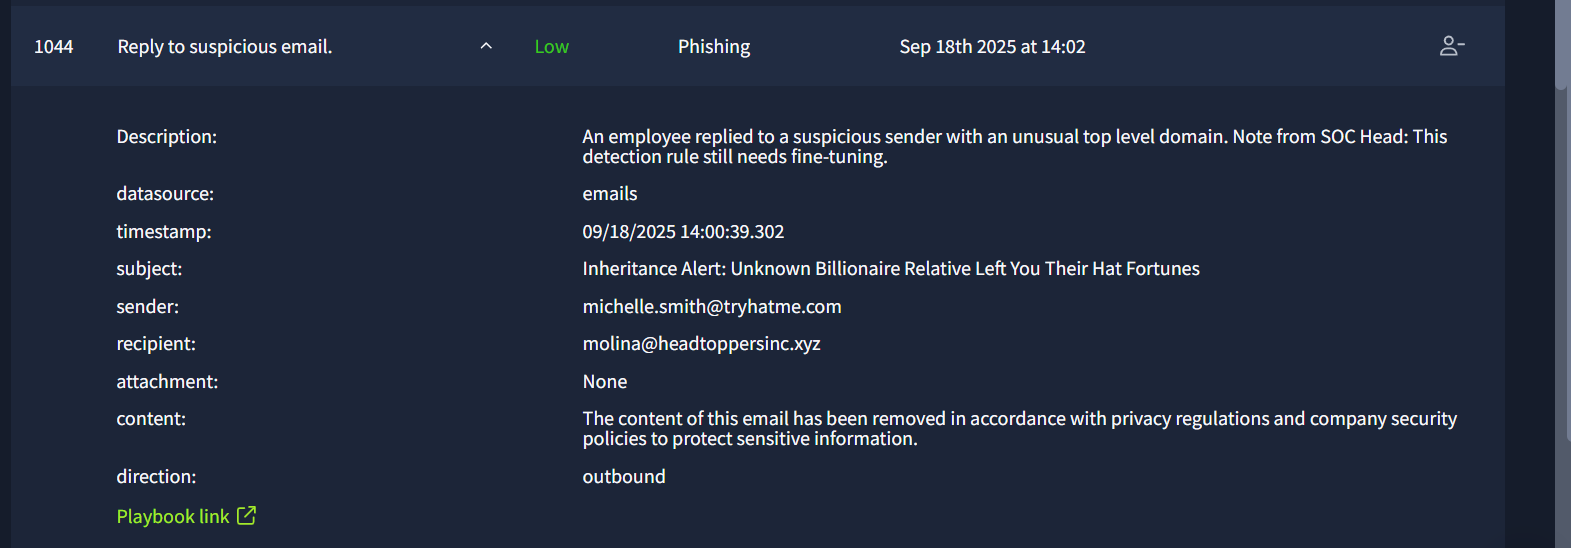 1044 Reply to suspicious email. Low Phishing Sep 18th 2025 at 14:02
Description: An employee replied to a suspicious sender with an unusual top level domain. Note from SOC Head: This
detection rule still needs fine-tuning.
datasource: emails
timestamp: 09/18/2025 14:00:39.302
subject: Inheritance Alert: Unknown Billionaire Relative Left You Their Hat Fortunes
sender: michelle.smith@tryhatme.com
recipient: molina@headtoppersinc.xyz
attachment: None
content: The content of this email has been removed in accordance with privacy regulations and company security
policies to protect sensitive information.
direction: outbound
Playbook link